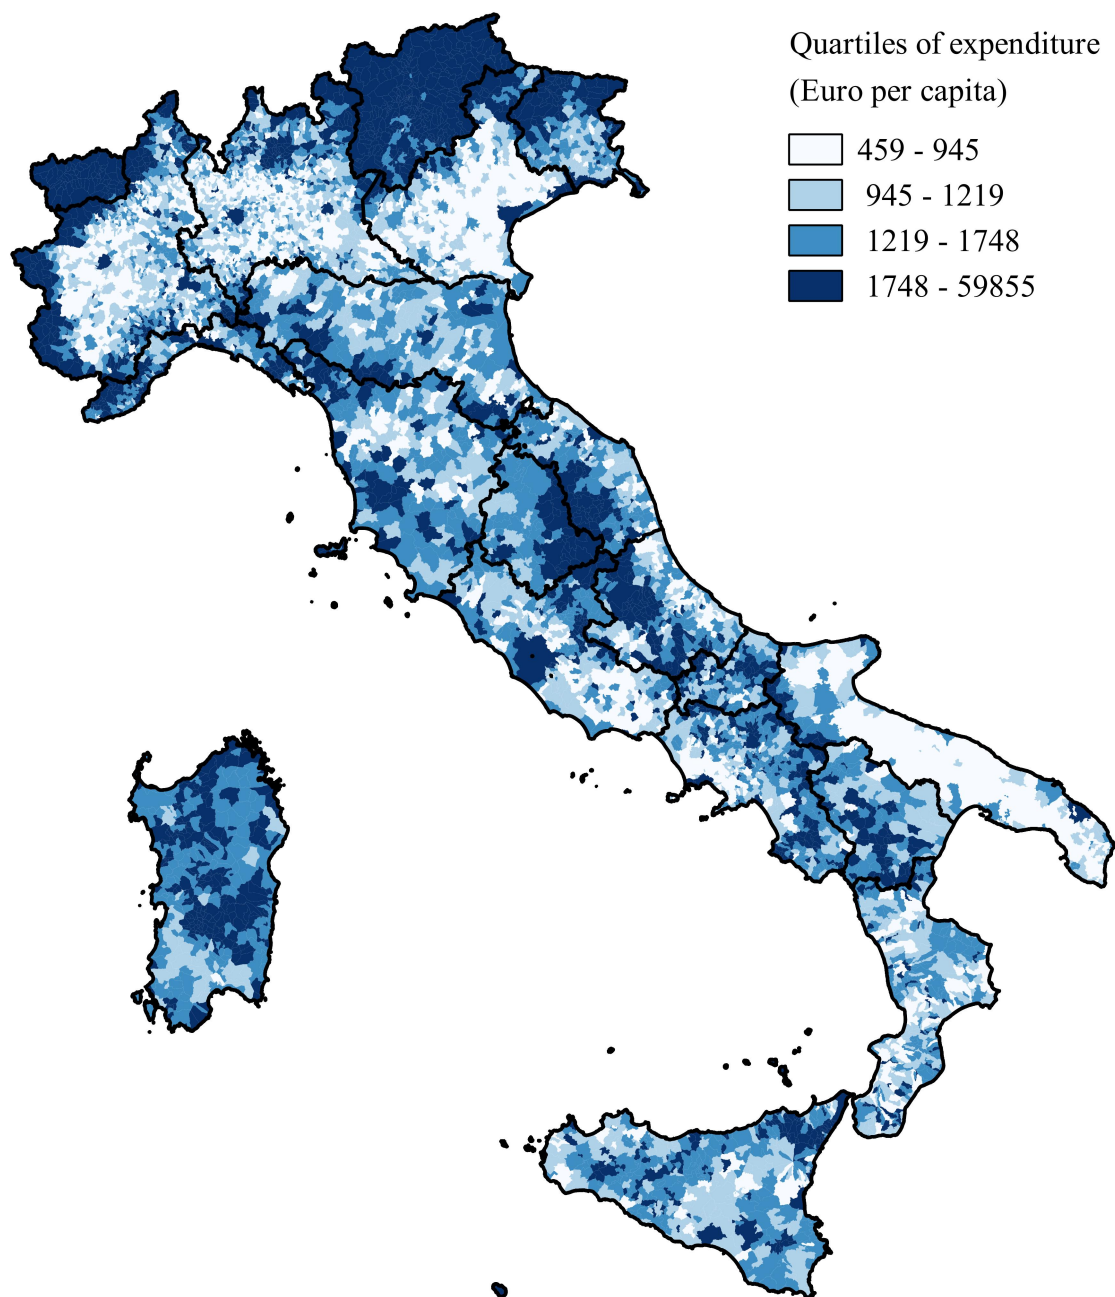 Quartiles of expenditure
(Euro per capita)
459 - 945
945 - 1219
1219 - 1748
1748 - 59855